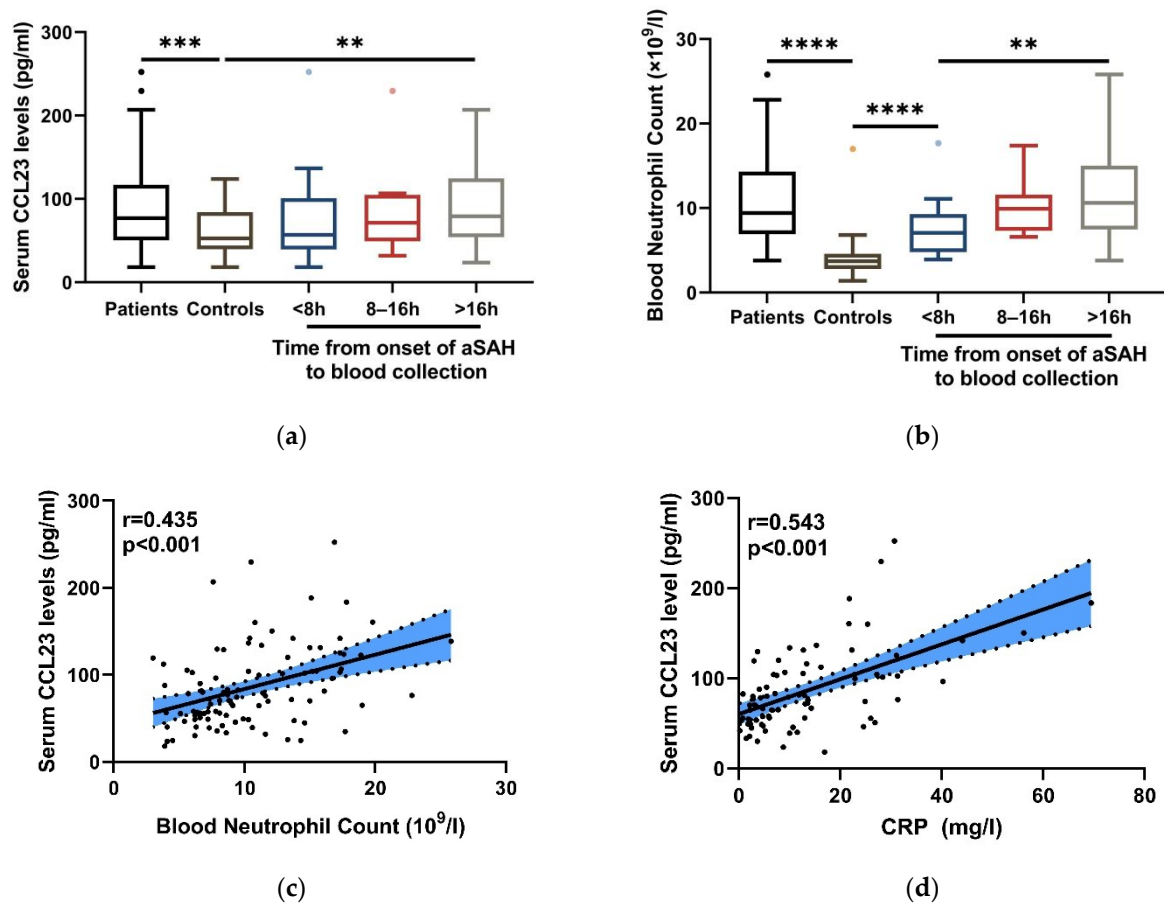 Serum CCL23 levels (pg/ml)
300
200
100
0
***
**
Patients
Controls
<8h
8–16h
>16h
Time from onset of aSAH
to blood collection
(a)
Blood Neutrophil Count (×10⁹/l)
30
20
10
0
****
****
**
Patients
Controls
<8h
8–16h
>16h
Time from onset of aSAH
to blood collection
(b)
Serum CCL23 levels (pg/ml)
300
200
100
0
r=0.435
p<0.001
0
10
20
30
Blood Neutrophil Count (10⁹/l)
(c)
Serum CCL23 level (pg/ml)
300
200
100
0
r=0.543
p<0.001
0
20
40
60
80
CRP (mg/l)
(d)